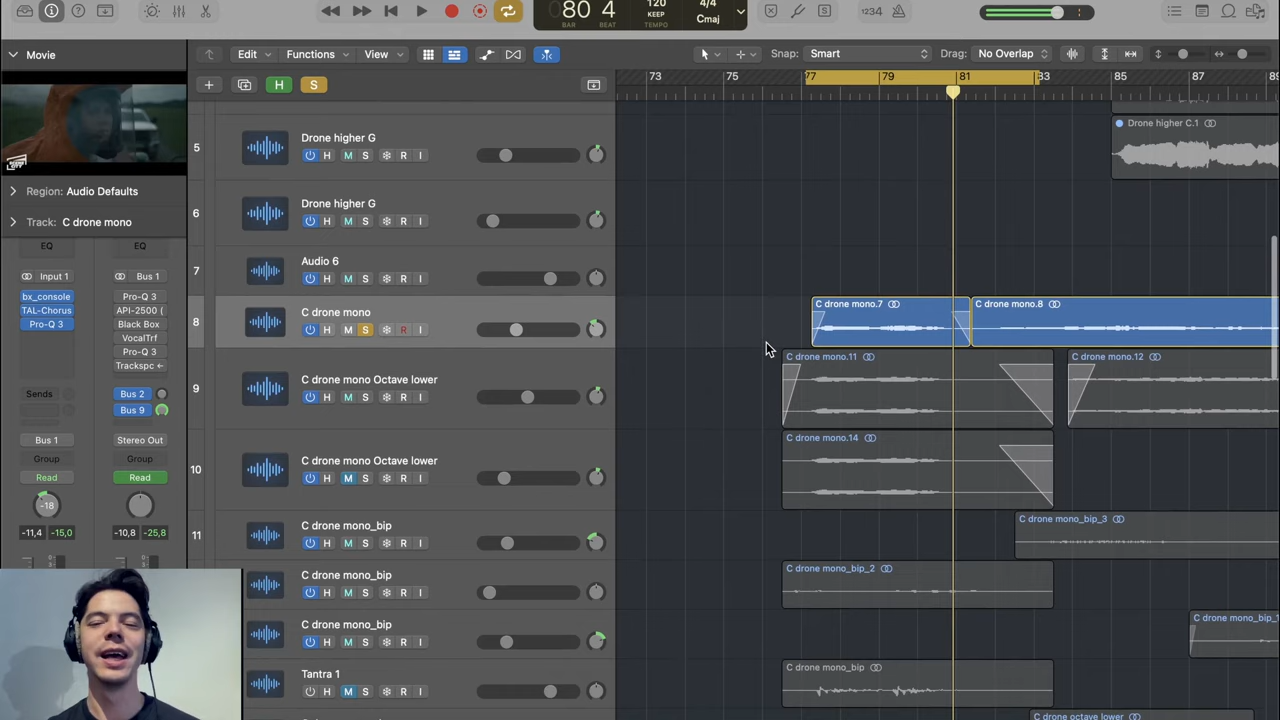 80 4
BAR BEAT
120
KEEP
TEMPO
4/4
Cmaj
1234
Movie
Edit Functions View
Snap: Smart
Drag: No Overlap
H S
73 75 77 79 81 83 85 87 89
Region: Audio Defaults
Track: C drone mono
EQ EQ
Input 1 Bus 1
bx_console Pro-Q 3
TAL-Chorus API-2500 (
Pro-Q 3 Black Box
VocalTrf
Pro-Q 3
Trackspc
Sends Bus 2
Bus 9
Bus 1 Stereo Out
Group Group
Read Read
-18
-11,4 -15,0 -10,8 -25,8
5 Drone higher G
H M S R I
Drone higher C.1
6 Drone higher G
H M S R I
7 Audio 6
H M S R I
8 C drone mono
H M S R I
C drone mono.7 C drone mono.8
9 C drone mono Octave lower
H M S R I
C drone mono.11 C drone mono.12
10 C drone mono Octave lower
H M S R I
C drone mono.14
11 C drone mono_bip
H M S R I
C drone mono_bip_3
C drone mono_bip
H M S R I
C drone mono_bip_2
C drone mono_bip
H M S R I
C drone mono_bip_1
Tantra 1
H M S R I
C drone mono_bip
C drone octave lower